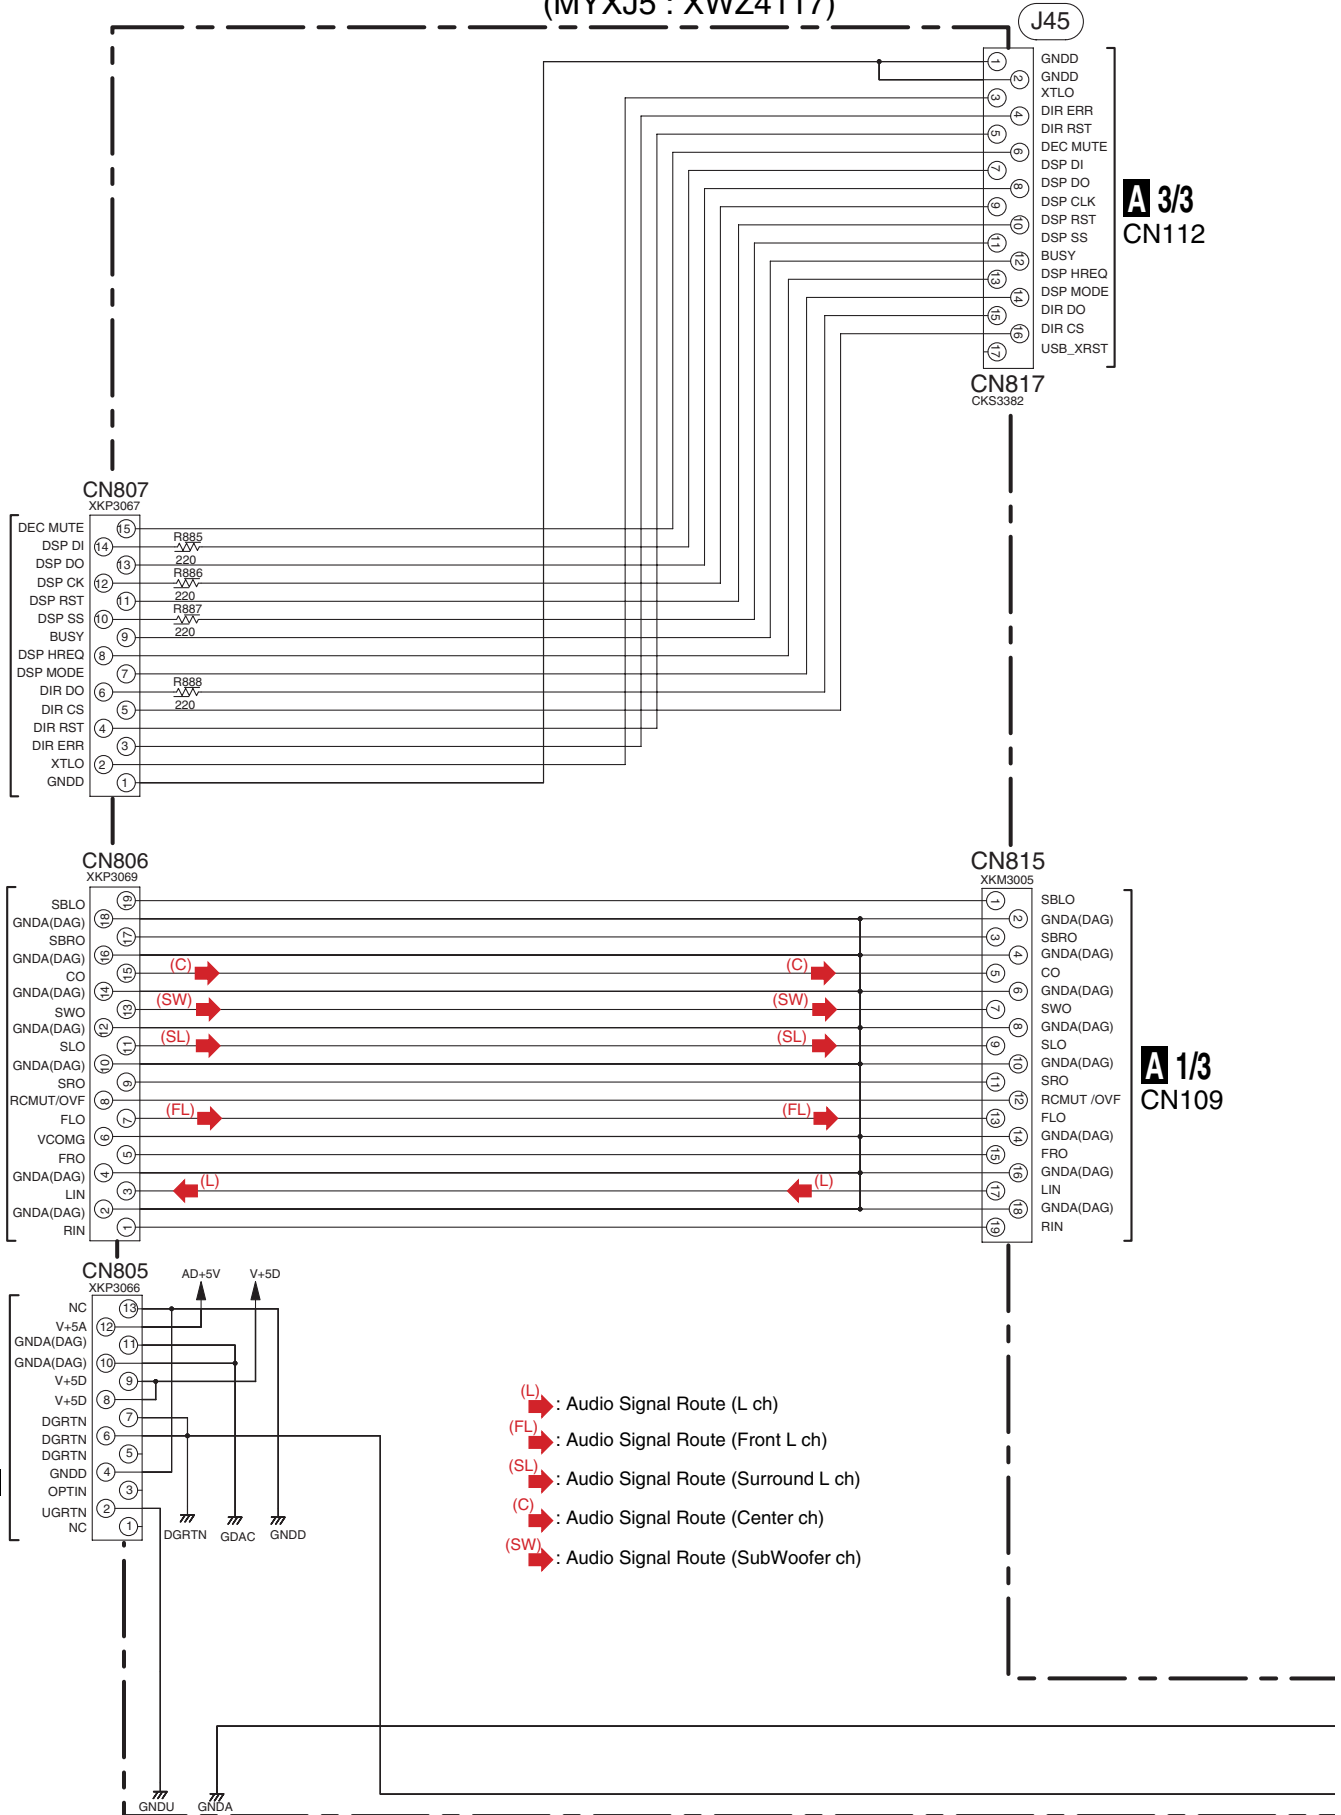 (MYXJ5 : XWZ4117)
J45
1 GNDD
2 GNDD
3 XTLO
4 DIR ERR
5 DIR RST
6 DEC MUTE
7 DSP DI
8 DSP DO
9 DSP CLK
10 DSP RST
11 DSP SS
12 BUSY
13 DSP HREQ
14 DSP MODE
15 DIR DO
16 DIR CS
17 USB_XRST
A 3/3
CN112
CN817
CKS3382
CN807
XKP3067
DEC MUTE 15
DSP DI 14 R885 220
DSP DO 13
DSP CK 12 R886 220
DSP RST 11
DSP SS 10 R887 220
BUSY 9
DSP HREQ 8
DSP MODE 7
DIR DO 6 R888 220
DIR CS 5
DIR RST 4
DIR ERR 3
XTLO 2
GNDD 1
CN806
XKP3069
SBLO 19
GNDA(DAG) 18
SBRO 17
GNDA(DAG) 16
CO 15 (C) (C)
GNDA(DAG) 14
SWO 13 (SW) (SW)
GNDA(DAG) 12
SLO 11 (SL) (SL)
GNDA(DAG) 10
SRO 9
RCMUT/OVF 8
FLO 7 (FL) (FL)
VCOMG 6
FRO 5
GNDA(DAG) 4
LIN 3 (L) (L)
GNDA(DAG) 2
RIN 1
CN815
XKM3005
1 SBLO
2 GNDA(DAG)
3 SBRO
4 GNDA(DAG)
5 CO
6 GNDA(DAG)
7 SWO
8 GNDA(DAG)
9 SLO
10 GNDA(DAG)
11 SRO
12 RCMUT /OVF
13 FLO
14 GNDA(DAG)
15 FRO
16 GNDA(DAG)
17 LIN
18 GNDA(DAG)
19 RIN
A 1/3
CN109
CN805
XKP3066
AD+5V V+5D
NC 13
V+5A 12
GNDA(DAG) 11
GNDA(DAG) 10
V+5D 9
V+5D 8
DGRTN 7
DGRTN 6
DGRTN 5
GNDD 4
OPTIN 3
UGRTN 2
NC 1
DGRTN GDAC GNDD
(L) : Audio Signal Route (L ch)
(FL) : Audio Signal Route (Front L ch)
(SL) : Audio Signal Route (Surround L ch)
(C) : Audio Signal Route (Center ch)
(SW) : Audio Signal Route (SubWoofer ch)
GNDU GNDA